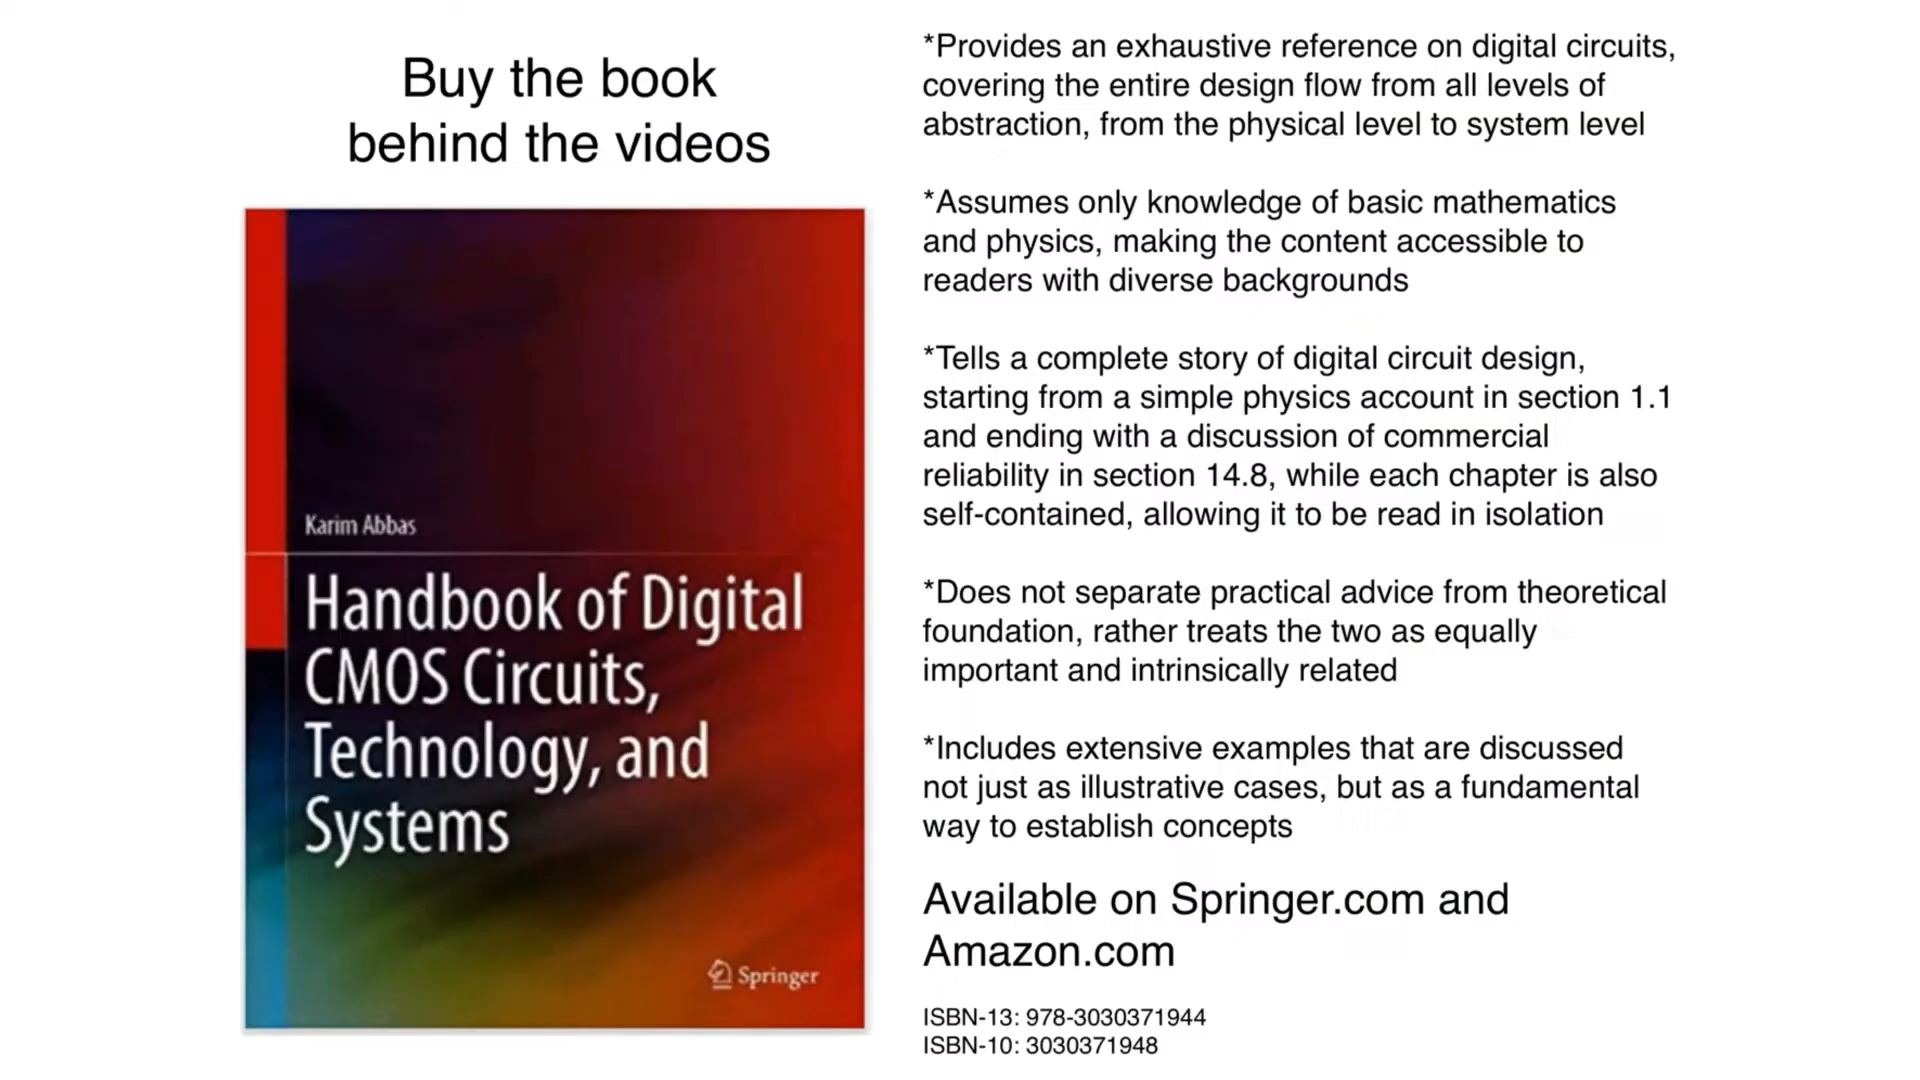 Buy the book
behind the videos
Karim Abbas
Handbook of Digital
CMOS Circuits,
Technology, and
Systems
Springer
*Provides an exhaustive reference on digital circuits,
covering the entire design flow from all levels of
abstraction, from the physical level to system level
*Assumes only knowledge of basic mathematics
and physics, making the content accessible to
readers with diverse backgrounds
*Tells a complete story of digital circuit design,
starting from a simple physics account in section 1.1
and ending with a discussion of commercial
reliability in section 14.8, while each chapter is also
self-contained, allowing it to be read in isolation
*Does not separate practical advice from theoretical
foundation, rather treats the two as equally
important and intrinsically related
*Includes extensive examples that are discussed
not just as illustrative cases, but as a fundamental
way to establish concepts
Available on Springer.com and
Amazon.com
ISBN-13: 978-3030371944
ISBN-10: 3030371948